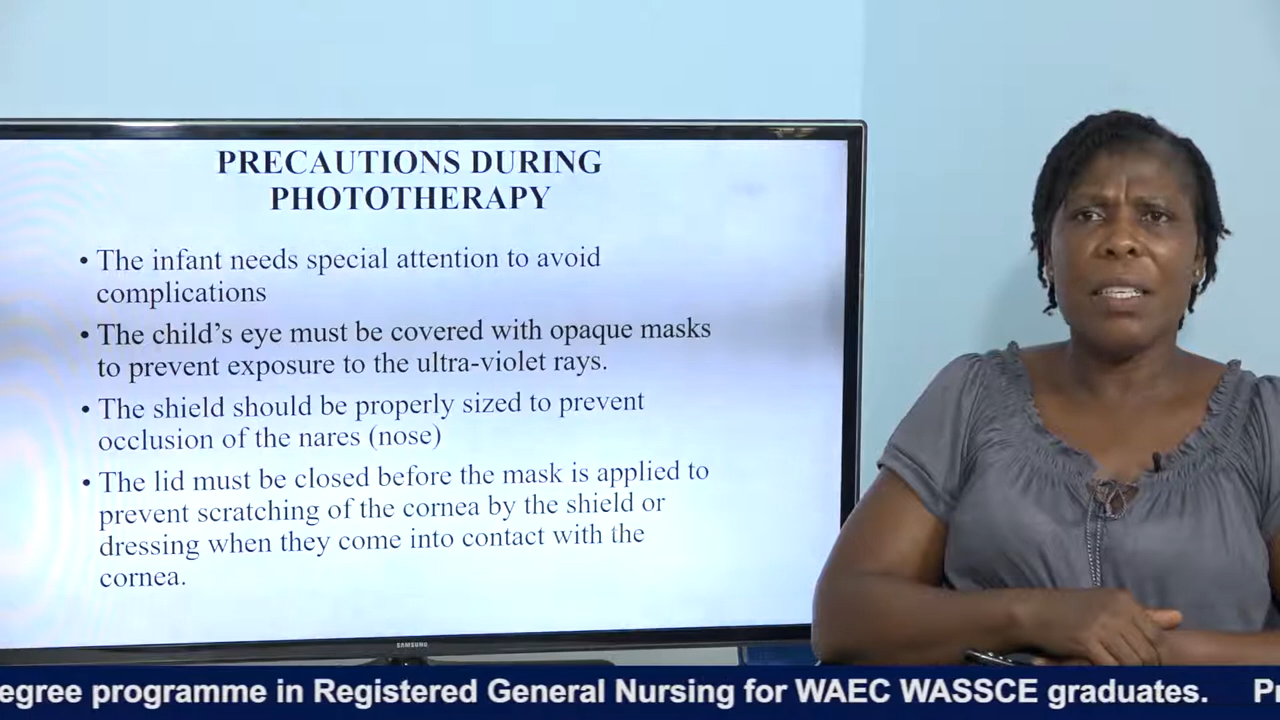 PRECAUTIONS DURING
PHOTOTHERAPY
• The infant needs special attention to avoid
complications
• The child's eye must be covered with opaque masks
to prevent exposure to the ultra-violet rays.
• The shield should be properly sized to prevent
occlusion of the nares (nose)
• The lid must be closed before the mask is applied to
prevent scratching of the cornea by the shield or
dressing when they come into contact with the
cornea.
SAMSUNG
egree programme in Registered General Nursing for WAEC WASSCE graduates. Pr